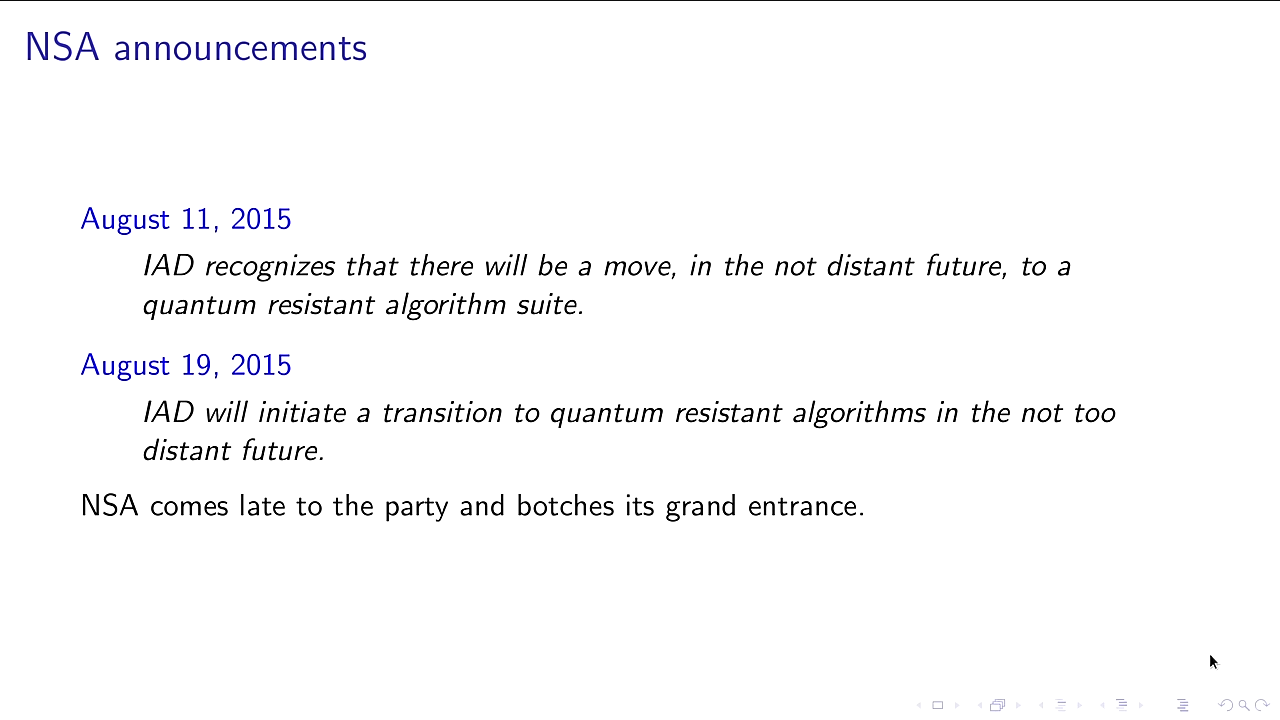 NSA announcements
August 11, 2015
IAD recognizes that there will be a move, in the not distant future, to a
quantum resistant algorithm suite.
August 19, 2015
IAD will initiate a transition to quantum resistant algorithms in the not too
distant future.
NSA comes late to the party and botches its grand entrance.